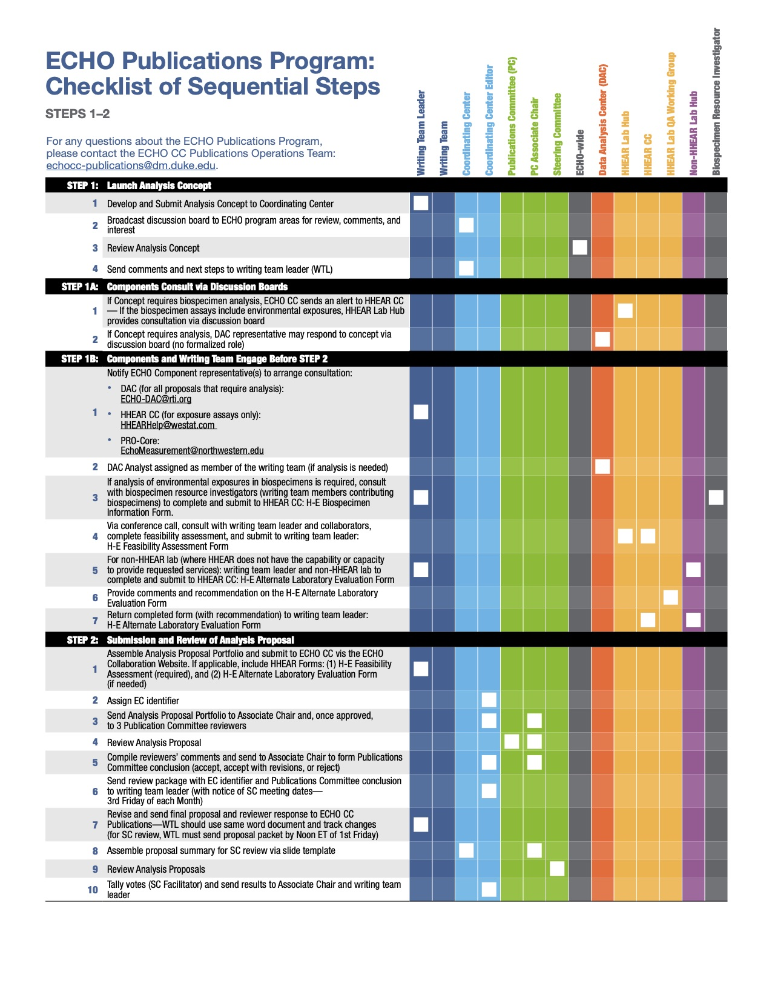 ECHO Publications Program:
Checklist of Sequential Steps
STEPS 1–2
For any questions about the ECHO Publications Program,
please contact the ECHO CC Publications Operations Team:
echocc-publications@dm.duke.edu.
Writing Team Leader
Writing Team
Coordinating Center
Coordinating Center Editor
Publications Committee (PC)
PC Associate Chair
Steering Committee
ECHO-wide
Data Analysis Center (DAC)
HHEAR Lab Hub
HHEAR CC
HHEAR Lab QA Working Group
Non-HHEAR Lab Hub
Biospecimen Resource Investigator
STEP 1: Launch Analysis Concept
1 Develop and Submit Analysis Concept to Coordinating Center
2 Broadcast discussion board to ECHO program areas for review, comments, and
interest
3 Review Analysis Concept
4 Send comments and next steps to writing team leader (WTL)
STEP 1A: Components Consult via Discussion Boards
1 If Concept requires biospecimen analysis, ECHO CC sends an alert to HHEAR CC
— If the biospecimen assays include environmental exposures, HHEAR Lab Hub
provides consultation via discussion board
2 If Concept requires analysis, DAC representative may respond to concept via
discussion board (no formalized role)
STEP 1B: Components and Writing Team Engage Before STEP 2
1 Notify ECHO Component representative(s) to arrange consultation:
• DAC (for all proposals that require analysis):
ECHO-DAC@rti.org
• HHEAR CC (for exposure assays only):
HHEARHelp@westat.com
• PRO-Core:
EchoMeasurement@northwestern.edu
2 DAC Analyst assigned as member of the writing team (if analysis is needed)
3 If analysis of environmental exposures in biospecimens is required, consult
with biospecimen resource investigators (writing team members contributing
biospecimens) to complete and submit to HHEAR CC: H-E Biospecimen
Information Form.
4 Via conference call, consult with writing team leader and collaborators,
complete feasibility assessment, and submit to writing team leader:
H-E Feasibility Assessment Form
5 For non-HHEAR lab (where HHEAR does not have the capability or capacity
to provide requested services): writing team leader and non-HHEAR lab to
complete and submit to HHEAR CC: H-E Alternate Laboratory Evaluation Form
6 Provide comments and recommendation on the H-E Alternate Laboratory
Evaluation Form
7 Return completed form (with recommendation) to writing team leader:
H-E Alternate Laboratory Evaluation Form
STEP 2: Submission and Review of Analysis Proposal
1 Assemble Analysis Proposal Portfolio and submit to ECHO CC vis the ECHO
Collaboration Website. If applicable, include HHEAR Forms: (1) H-E Feasibility
Assessment (required), and (2) H-E Alternate Laboratory Evaluation Form
(if needed)
2 Assign EC identifier
3 Send Analysis Proposal Portfolio to Associate Chair and, once approved,
to 3 Publication Committee reviewers
4 Review Analysis Proposal
5 Compile reviewers’ comments and send to Associate Chair to form Publications
Committee conclusion (accept, accept with revisions, or reject)
6 Send review package with EC identifier and Publications Committee conclusion
to writing team leader (with notice of SC meeting dates—
3rd Friday of each Month)
7 Revise and send final proposal and reviewer response to ECHO CC
Publications—WTL should use same word document and track changes
(for SC review, WTL must send proposal packet by Noon ET of 1st Friday)
8 Assemble proposal summary for SC review via slide template
9 Review Analysis Proposals
10 Tally votes (SC Facilitator) and send results to Associate Chair and writing team
leader